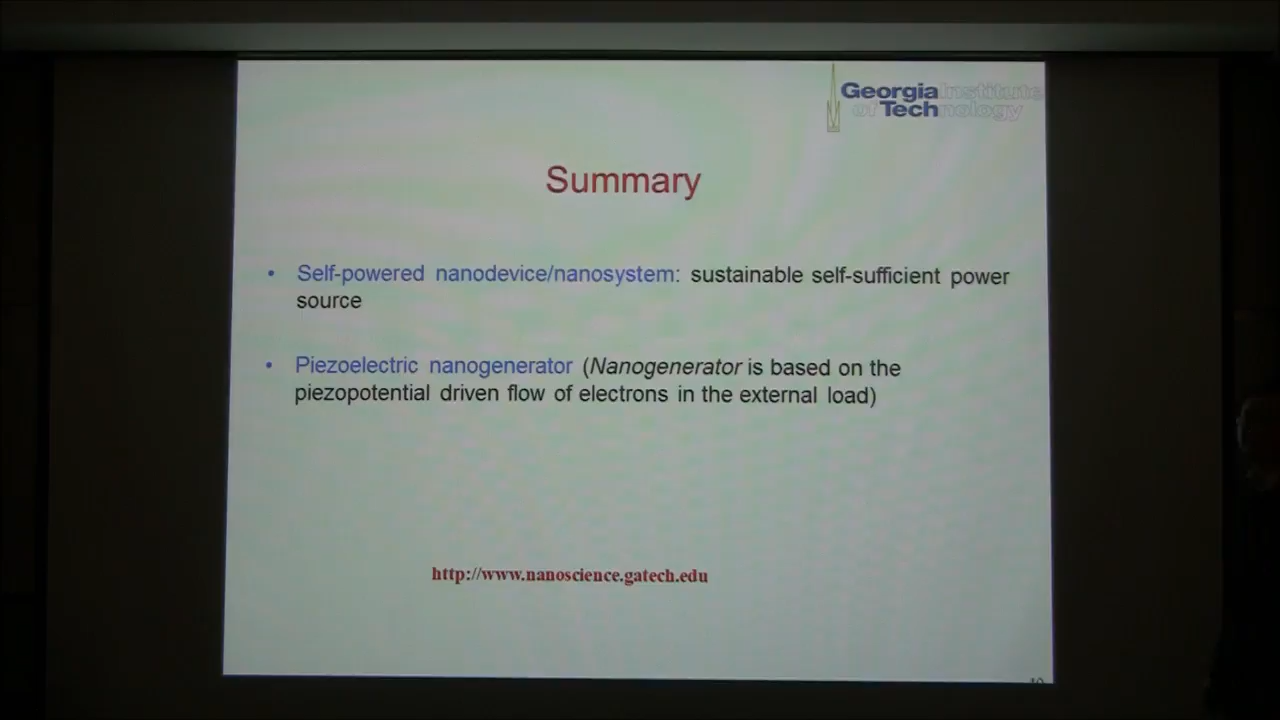 Georgia Institute
of Technology
Summary
• Self-powered nanodevice/nanosystem: sustainable self-sufficient power
source
• Piezoelectric nanogenerator (Nanogenerator is based on the
piezopotential driven flow of electrons in the external load)
http://www.nanoscience.gatech.edu